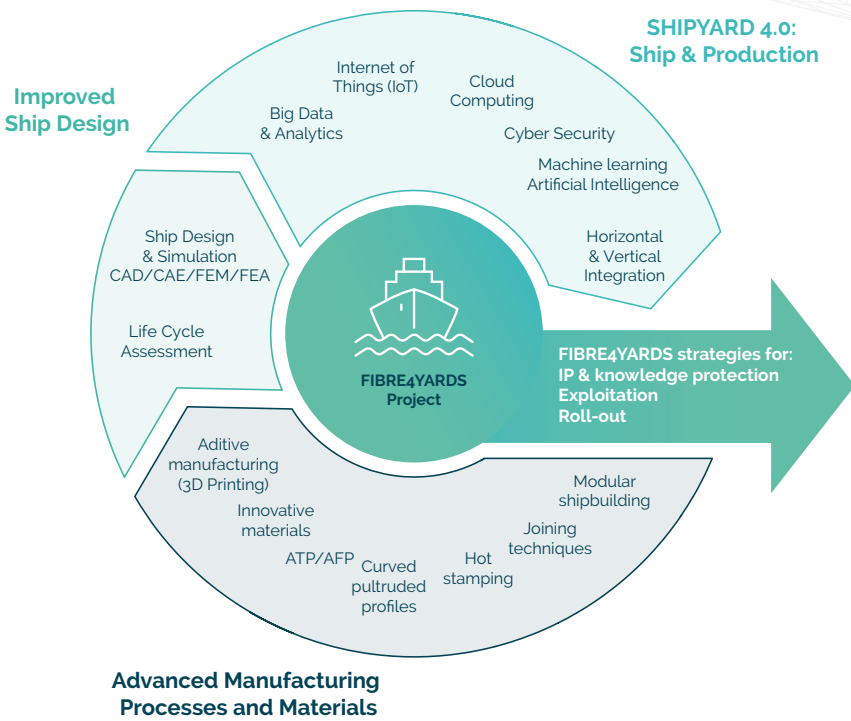 SHIPYARD 4.0:
Ship & Production
Improved
Ship Design
Internet of
Things (IoT)
Cloud
Computing
Big Data
& Analytics
Cyber Security
Machine learning
Artificial Intelligence
Horizontal
& Vertical
Integration
Ship Design
& Simulation
CAD/CAE/FEM/FEA
Life Cycle
Assessment
FIBRE4YARDS
Project
FIBRE4YARDS strategies for:
IP & knowledge protection
Exploitation
Roll-out
Aditive
manufacturing
(3D Printing)
Innovative
materials
ATP/AFP
Curved
pultruded
profiles
Hot
stamping
Joining
techniques
Modular
shipbuilding
Advanced Manufacturing
Processes and Materials